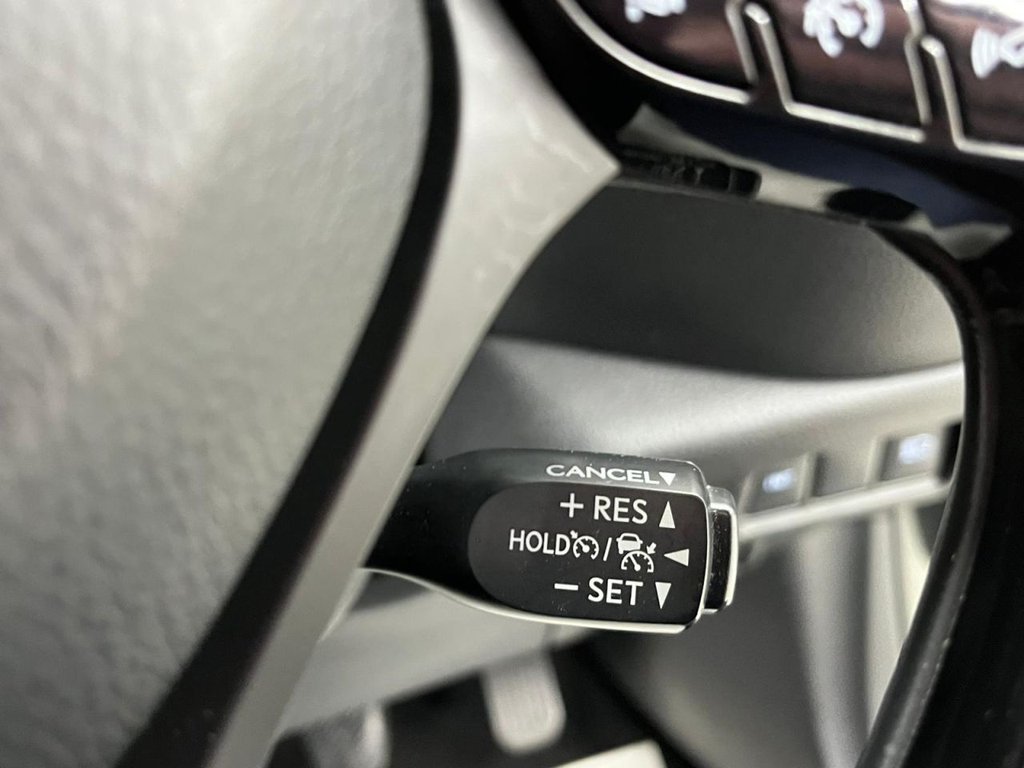 CANCEL▼
+ RES ▲
HOLD / ◀
− SET ▼